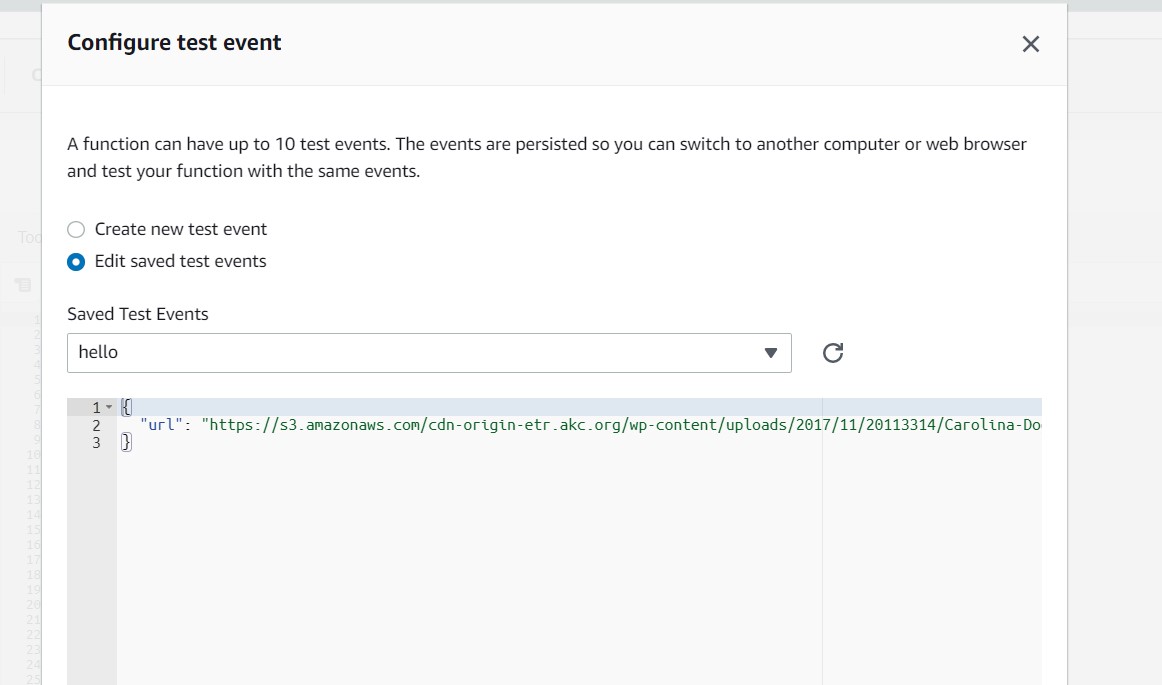 Configure test event
A function can have up to 10 test events. The events are persisted so you can switch to another computer or web browser
and test your function with the same events.
Create new test event
Edit saved test events
Saved Test Events
hello
1 {
2 "url": "https://s3.amazonaws.com/cdn-origin-etr.akc.org/wp-content/uploads/2017/11/20113314/Carolina-Do
3 }